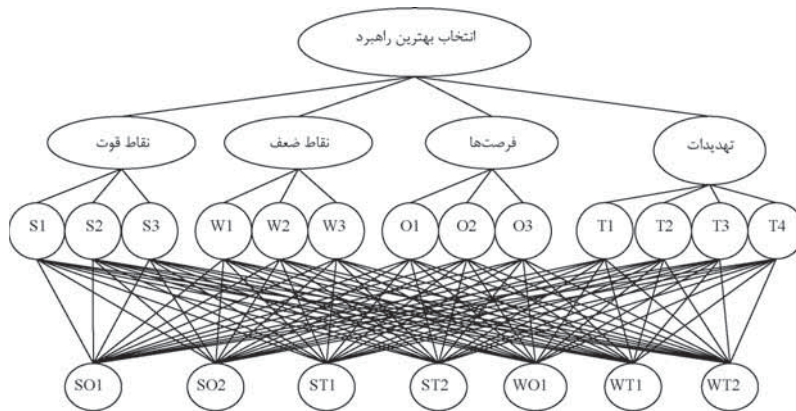 انتخاب بهترین راهبرد
نقاط قوت
نقاط ضعف
فرصت‌ها
تهدیدات
S1
S2
S3
W1
W2
W3
O1
O2
O3
T1
T2
T3
T4
SO1
SO2
ST1
ST2
WO1
WT1
WT2